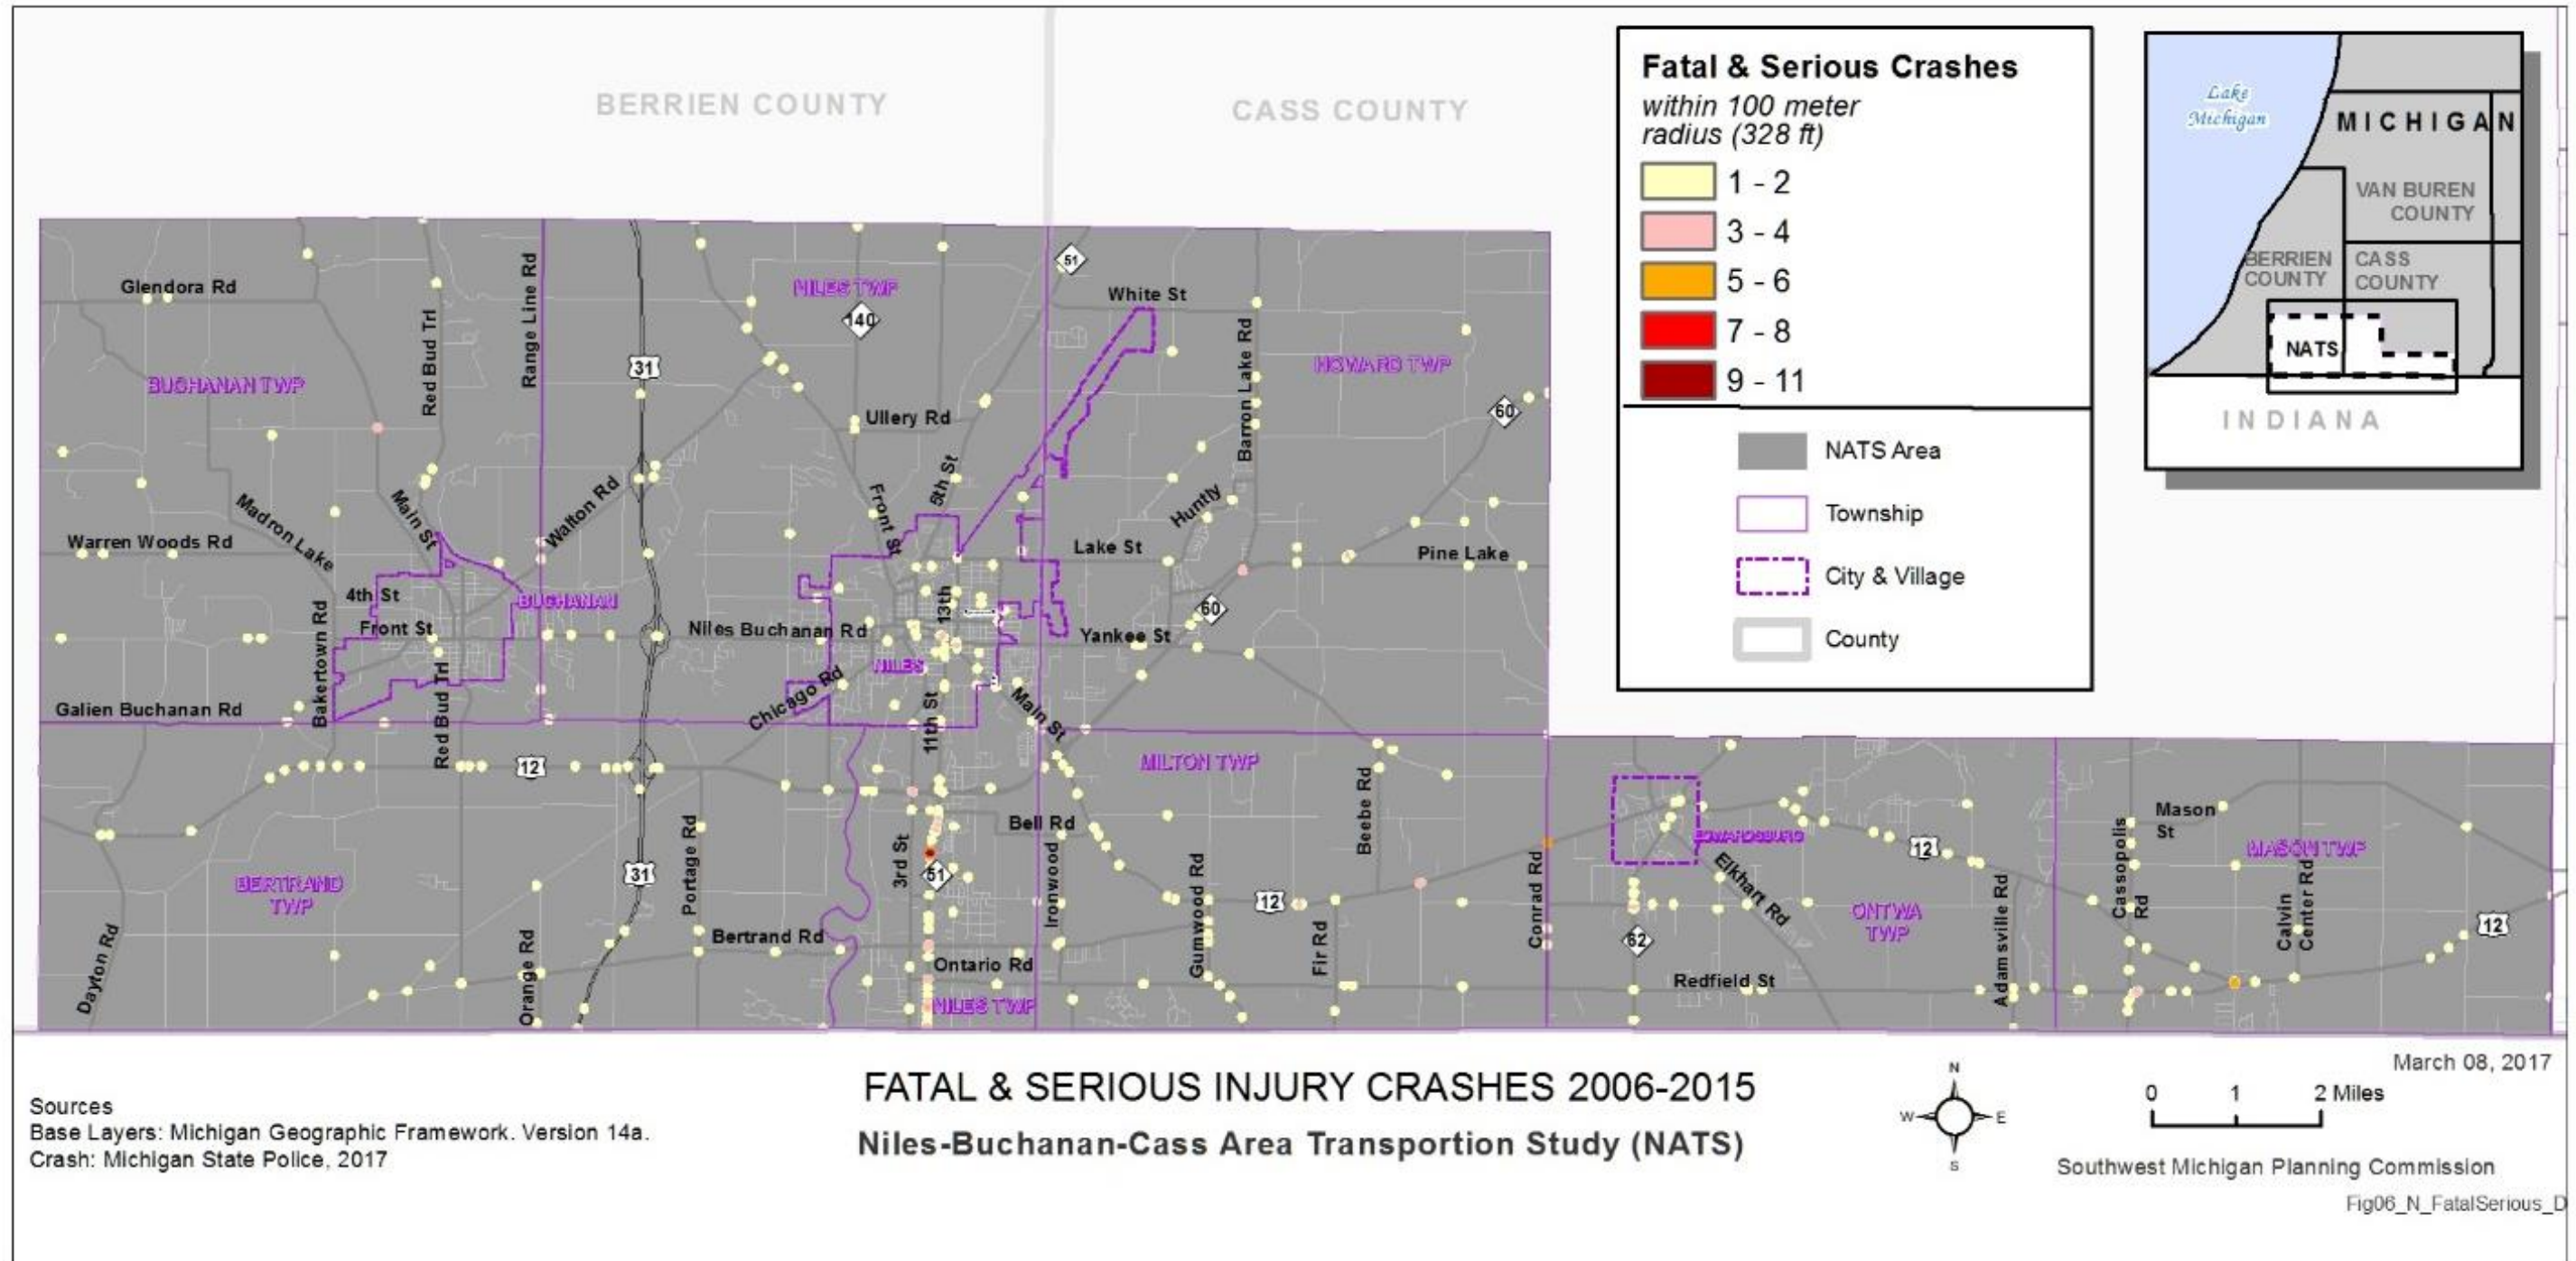 BERRIEN COUNTY
CASS COUNTY
Fatal & Serious Crashes
within 100 meter
radius (328 ft)
1 - 2
3 - 4
5 - 6
7 - 8
9 - 11
NATS Area
Township
City & Village
County
Lake
Michigan
MICHIGAN
VAN BUREN
COUNTY
BERRIEN
COUNTY
CASS
COUNTY
NATS
INDIANA
Glendora Rd
Red Bud Trl
Range Line Rd
NILES TWP
140
51
White St
31
BUCHANAN TWP
HOWARD TWP
Barron Lake Rd
60
Ullery Rd
5th St
Front St
Huntly
Walton Rd
Madron Lake
Main St
Warren Woods Rd
Lake St
Pine Lake
4th St
BUCHANAN
13th
60
Bakertown Rd
Front St
Niles Buchanan Rd
Yankee St
NILES
Chicago Rd
Galien Buchanan Rd
Red Bud Trl
11th St
Main St
12
MILTON TWP
Beebe Rd
Bell Rd
Mason
St
Portage Rd
3rd St
51
Ironwood
Gumwood Rd
12
Conrad Rd
EDWARDSBURG
12
Elkhart Rd
Cassopolis
Rd
MASON TWP
31
BERTRAND
TWP
ONTWA
TWP
Adamsville Rd
Calvin
Center Rd
12
Dayton Rd
Orange Rd
Bertrand Rd
Fir Rd
62
Ontario Rd
Redfield St
NILES TWP
March 08, 2017
FATAL & SERIOUS INJURY CRASHES 2006-2015
Niles-Buchanan-Cass Area Transportion Study (NATS)
Sources
Base Layers: Michigan Geographic Framework. Version 14a.
Crash: Michigan State Police, 2017
N
W
E
S
0 1 2 Miles
Southwest Michigan Planning Commission
Fig06_N_FatalSerious_D